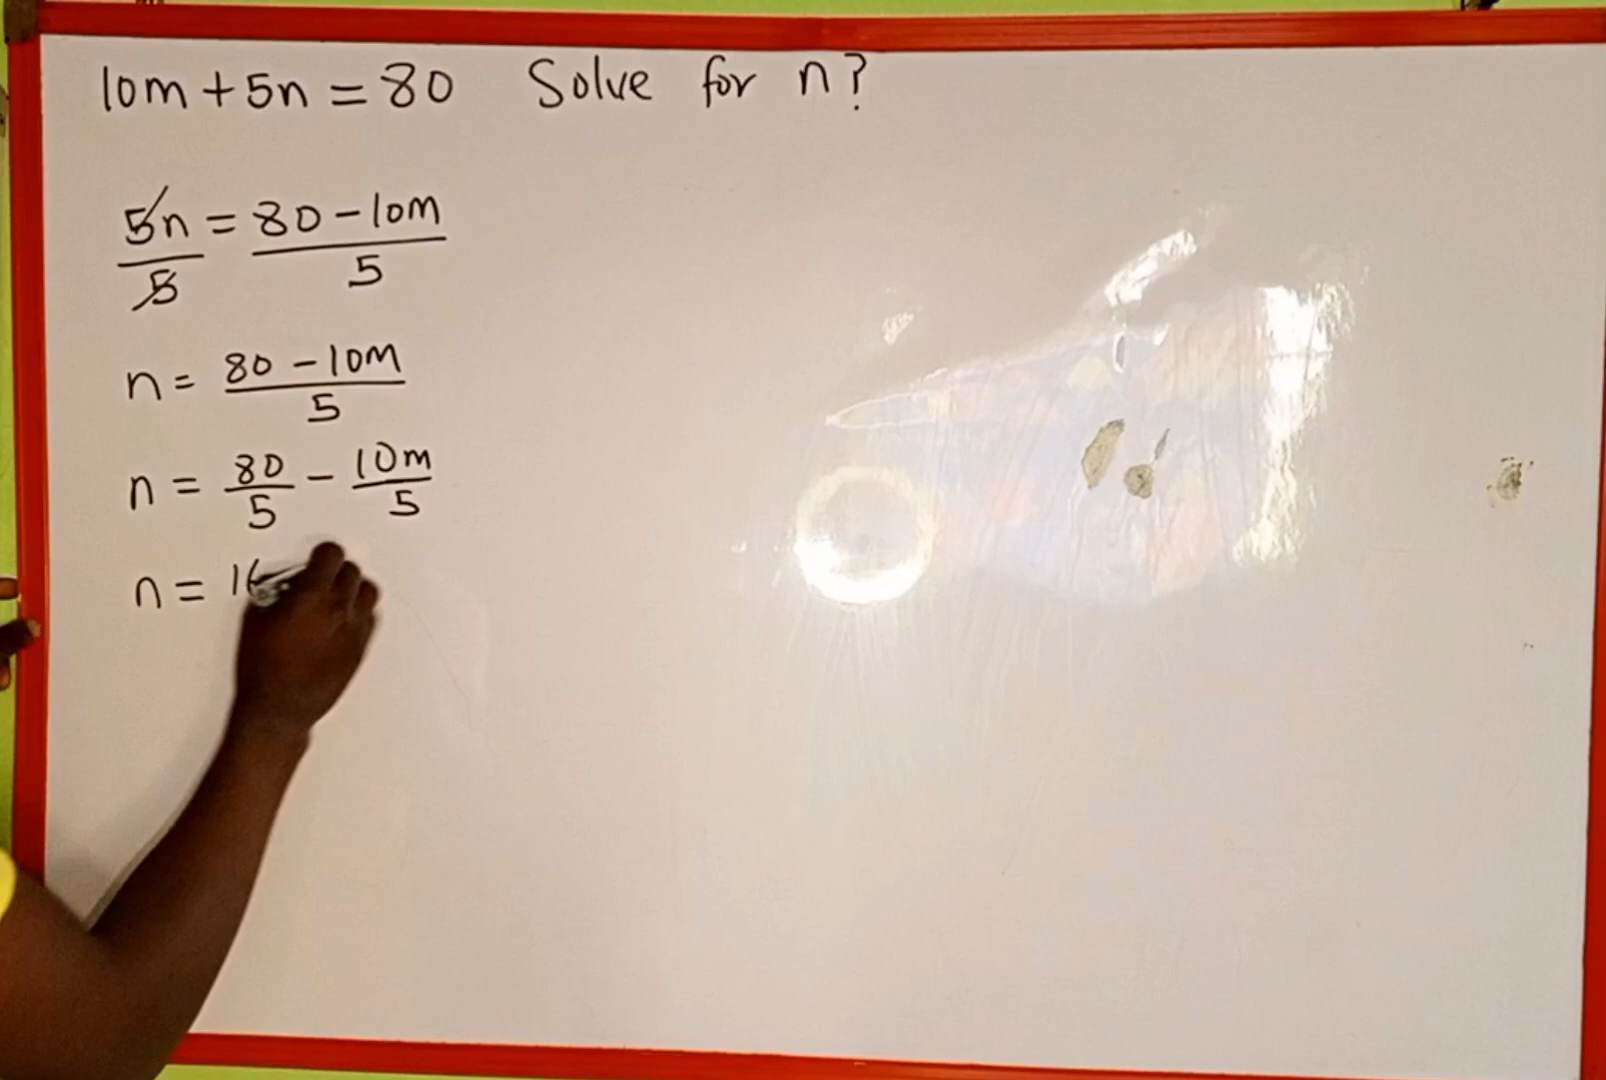 10m + 5n = 80 Solve for n?
5n/5 = 80 - 10m/5
n = 80 - 10m/5
n = 80/5 - 10m/5
n = 16